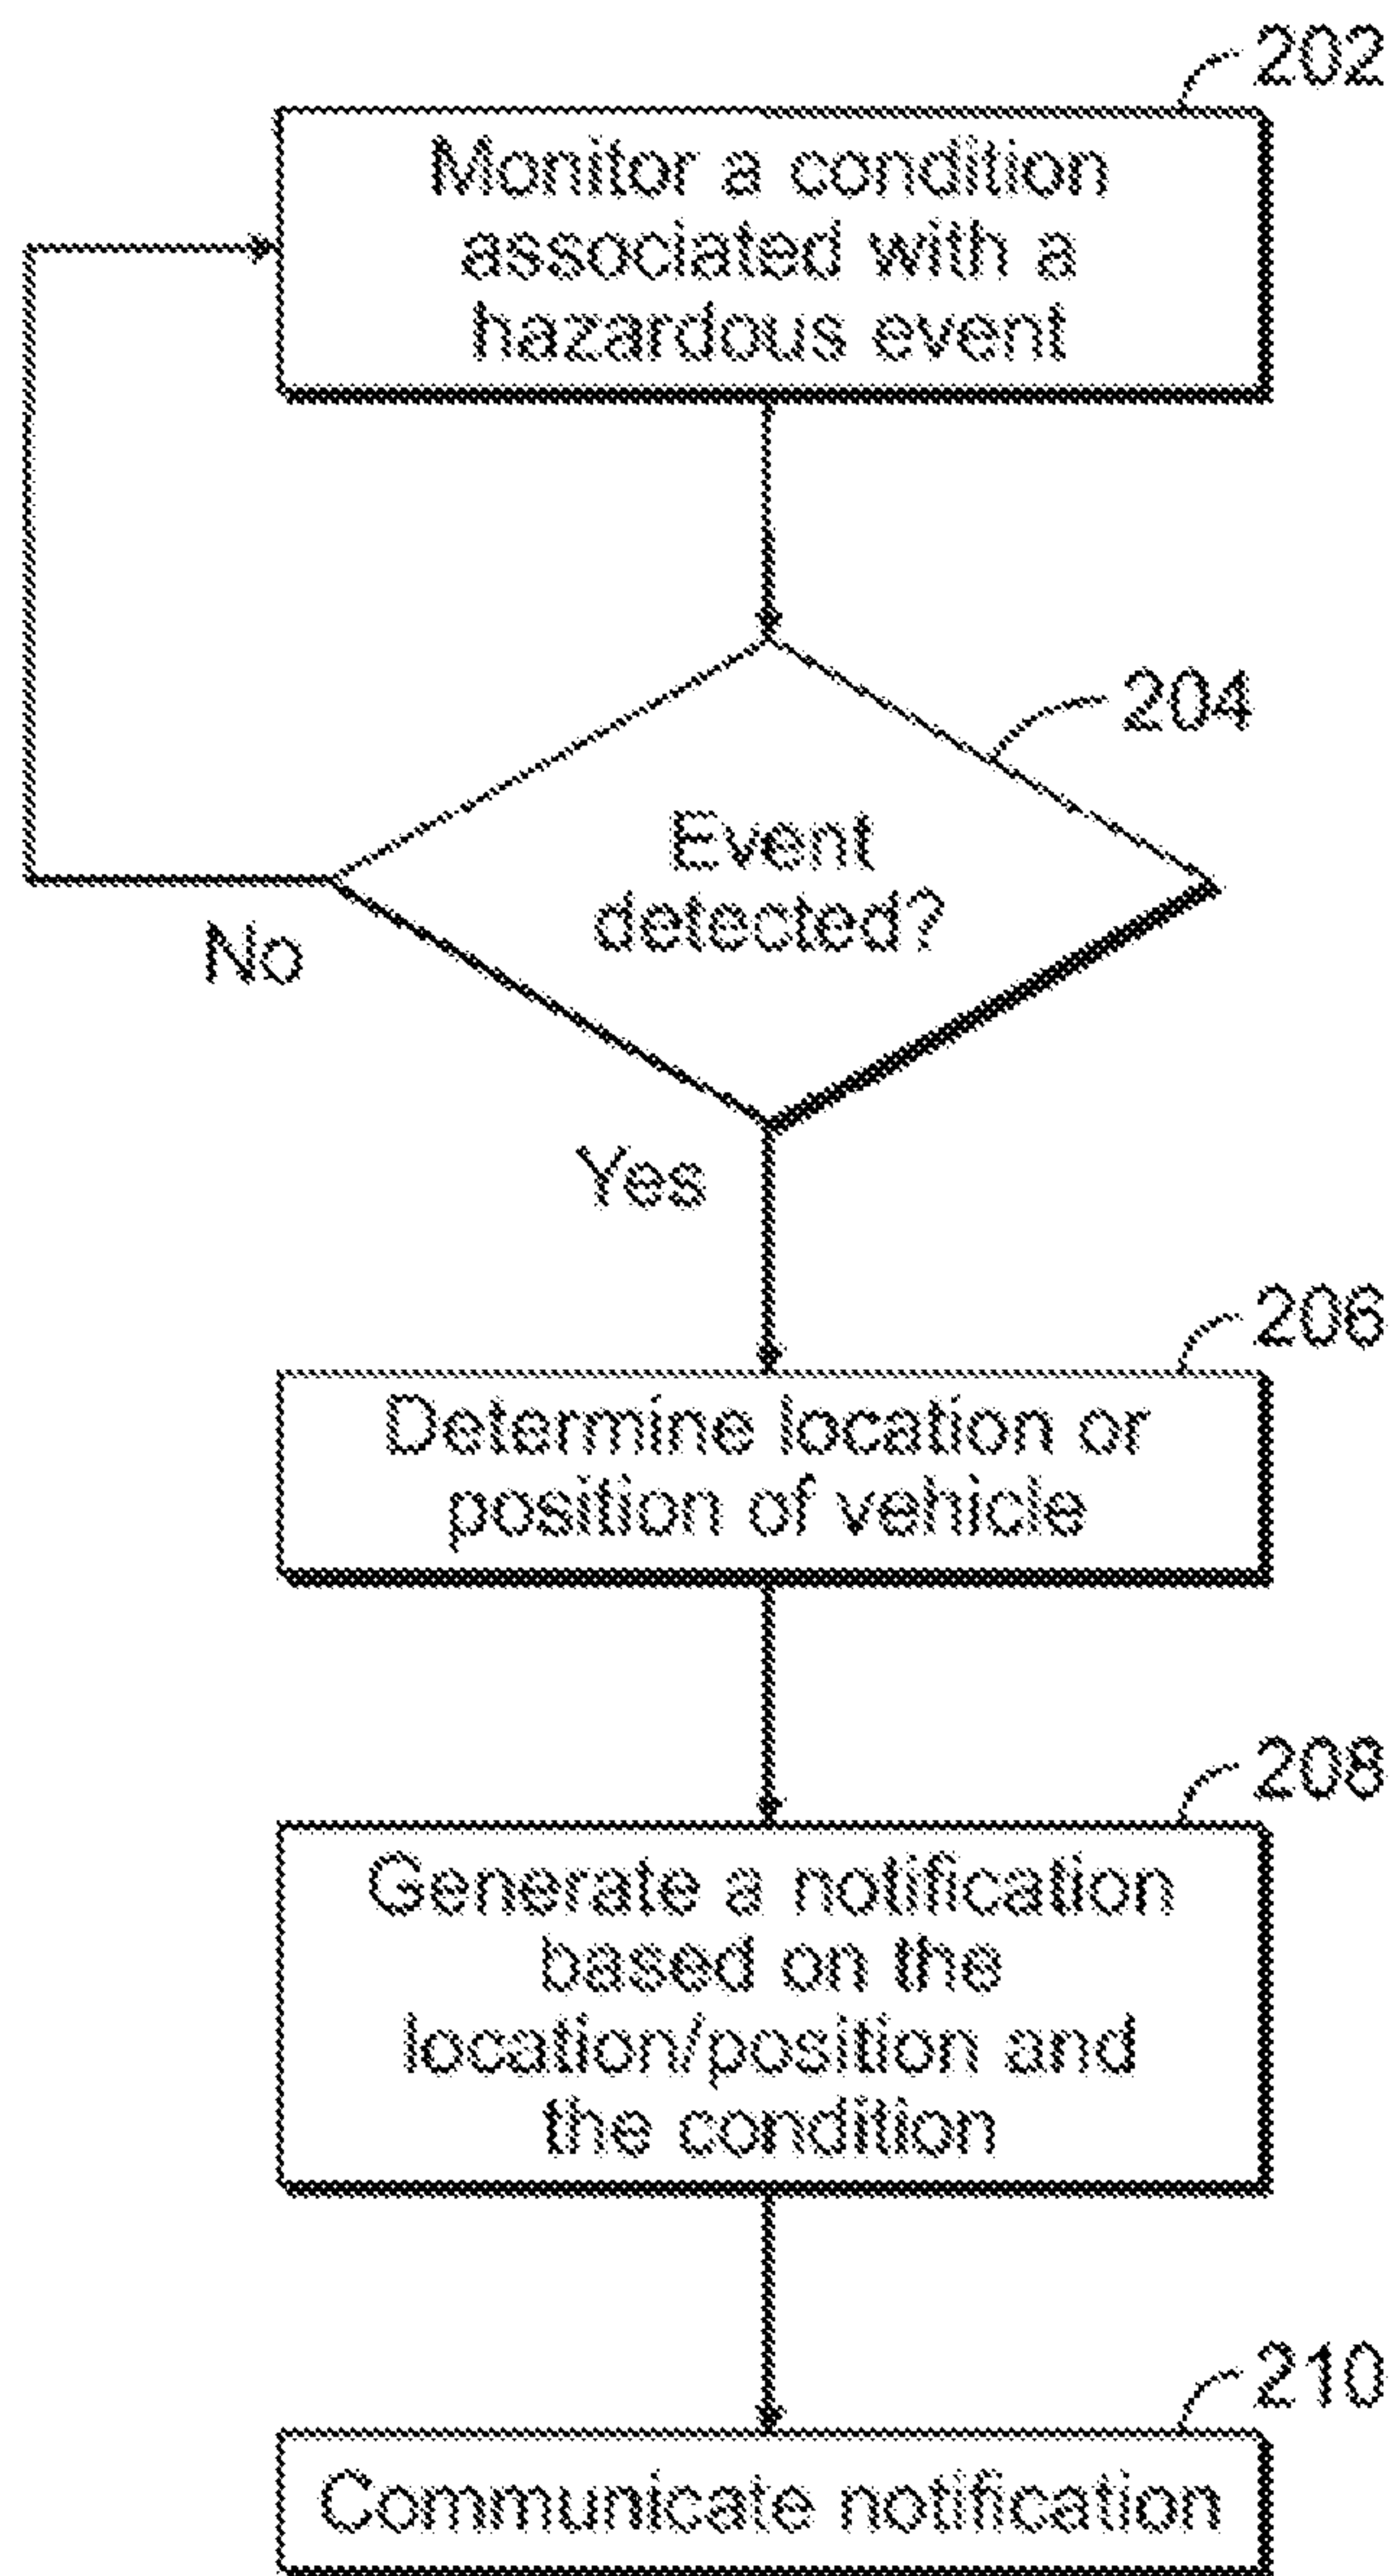 202
Monitor a condition
associated with a
hazardous event
204
Event
detected?
No
Yes
206
Determine location or
position of vehicle
208
Generate a notification
based on the
location/position and
the condition
210
Communicate notification